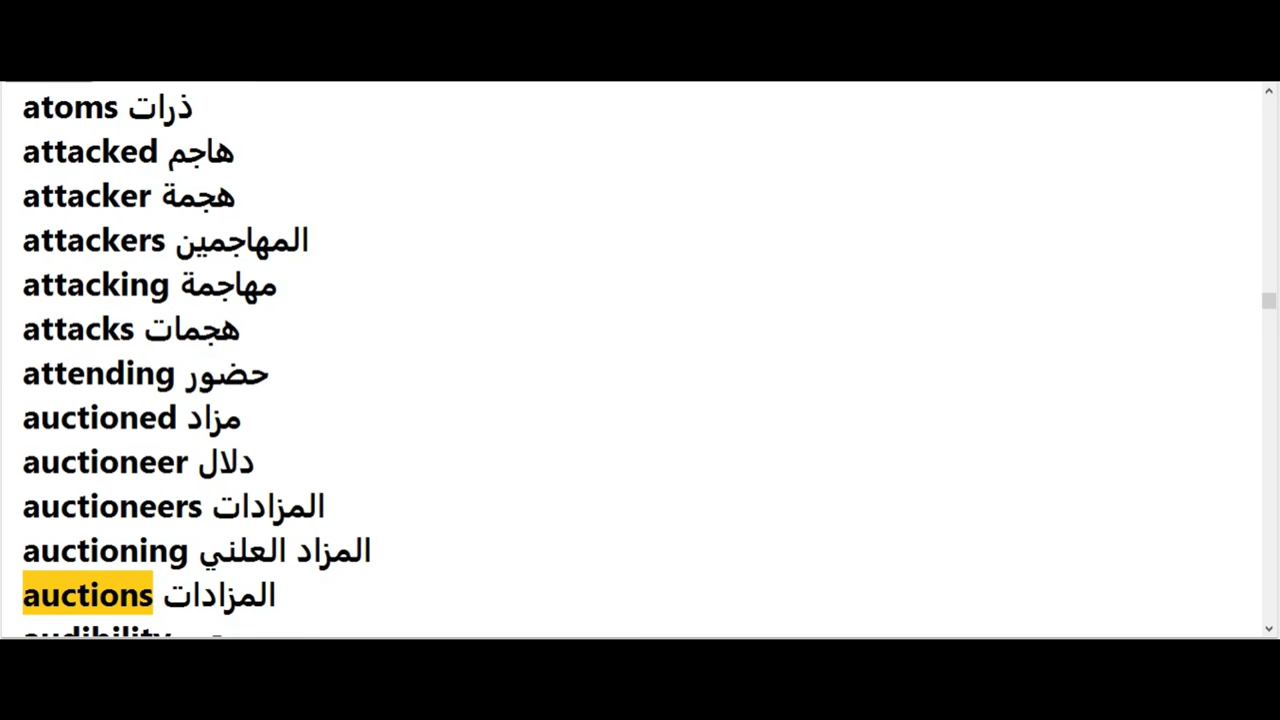 atoms ذرات
attacked هاجم
attacker هجمة
attackers المهاجمين
attacking مهاجمة
attacks هجمات
attending حضور
auctioned مزاد
auctioneer دلال
auctioneers المزادات
auctioning المزاد العلني
auctions المزادات
audibility